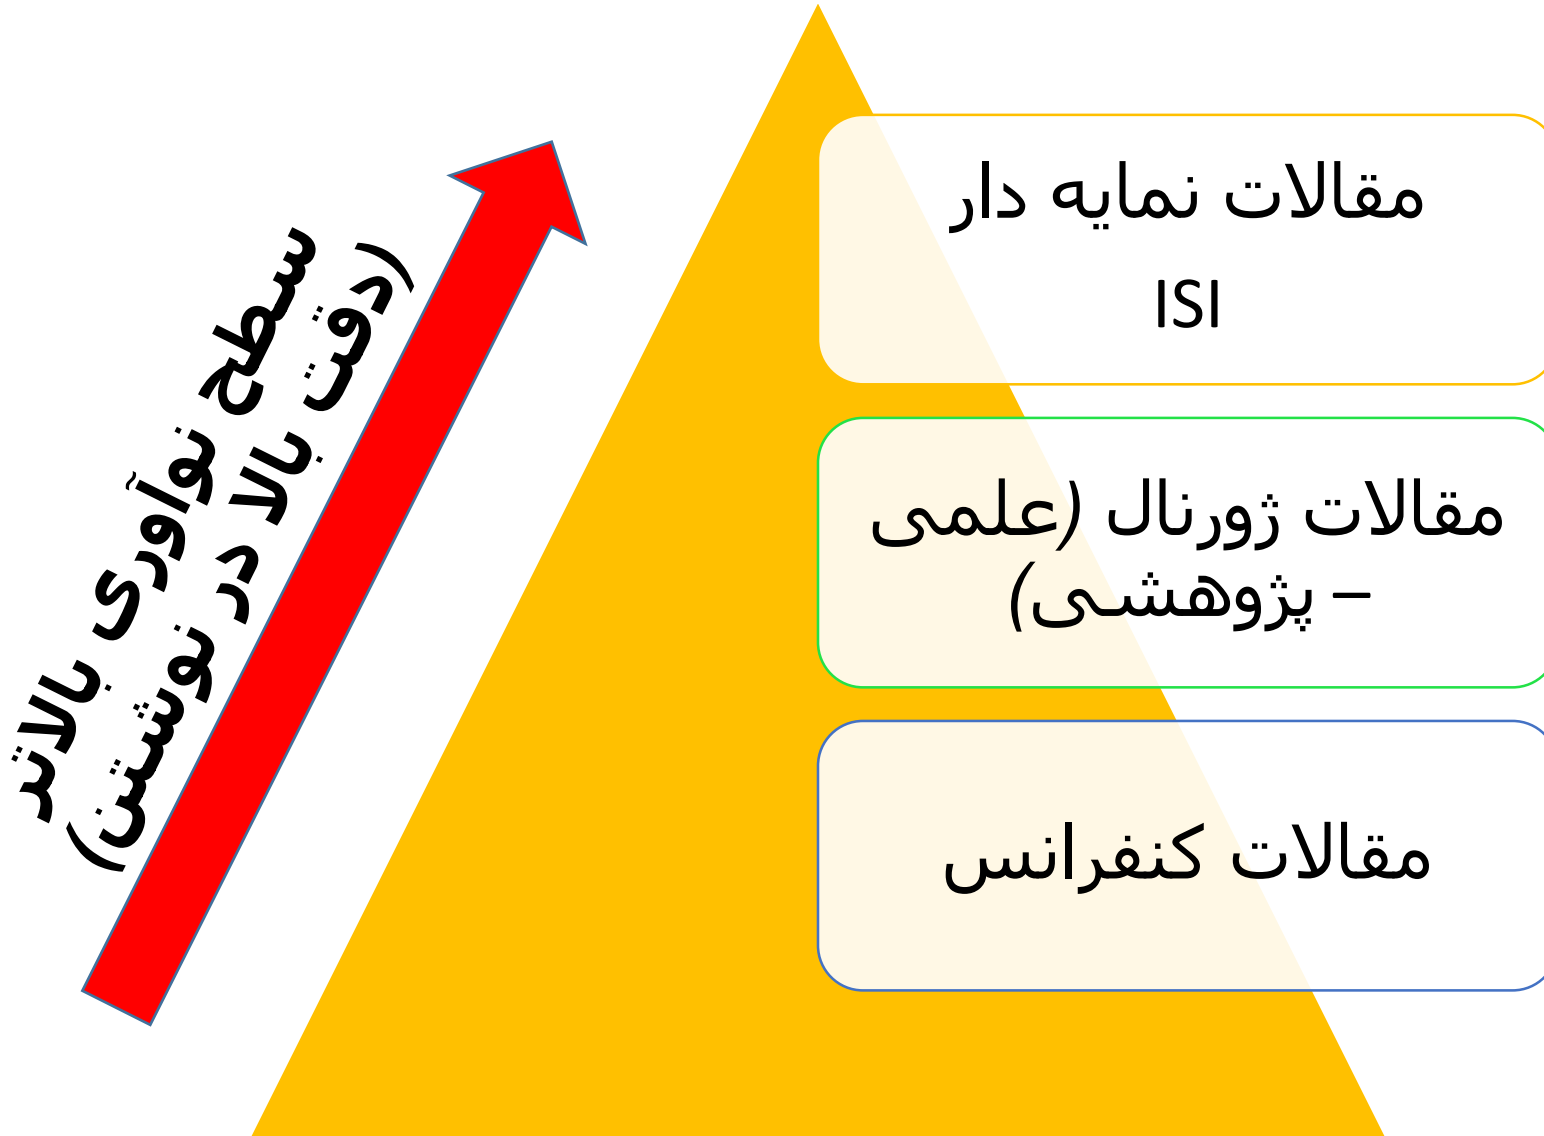 سطح نوآوری بالاتر
(دقت بالا در نوشتن)
مقالات نمایه دار
ISI
مقالات ژورنال (علمی
– پژوهشی)
مقالات کنفرانس